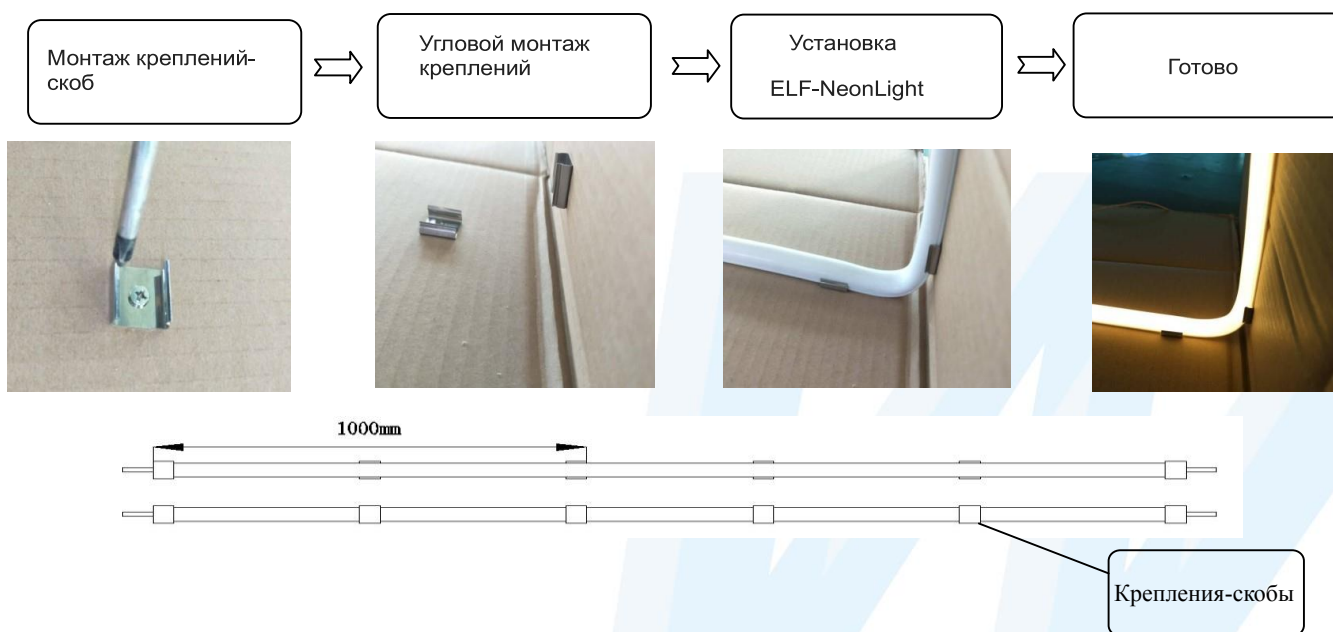 Монтаж креплений-
скоб
Угловой монтаж
креплений
Установка
ELF-NeonLight
Готово
1000mm
Крепления-скобы